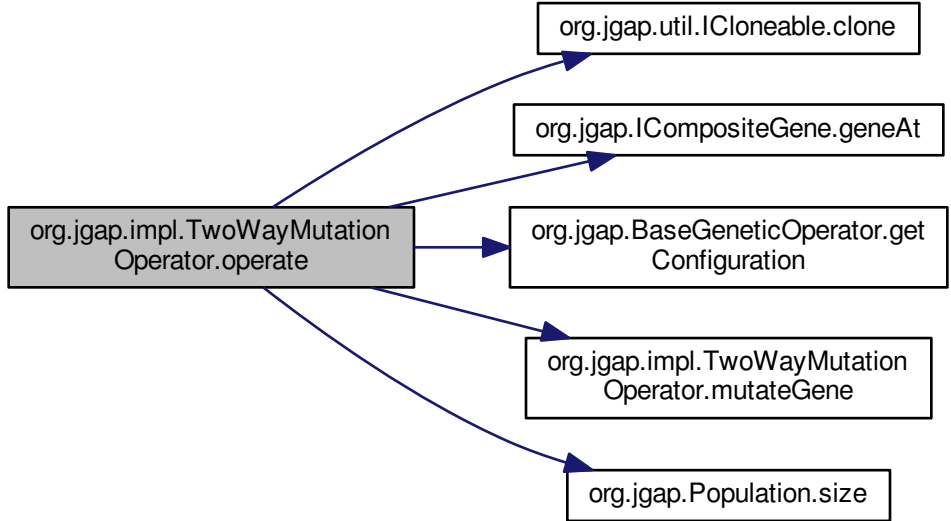 org.jgap.util.ICloneable.clone
org.jgap.ICompositeGene.geneAt
org.jgap.impl.TwoWayMutation
Operator.operate
org.jgap.BaseGeneticOperator.get
Configuration
org.jgap.impl.TwoWayMutation
Operator.mutateGene
org.jgap.Population.size